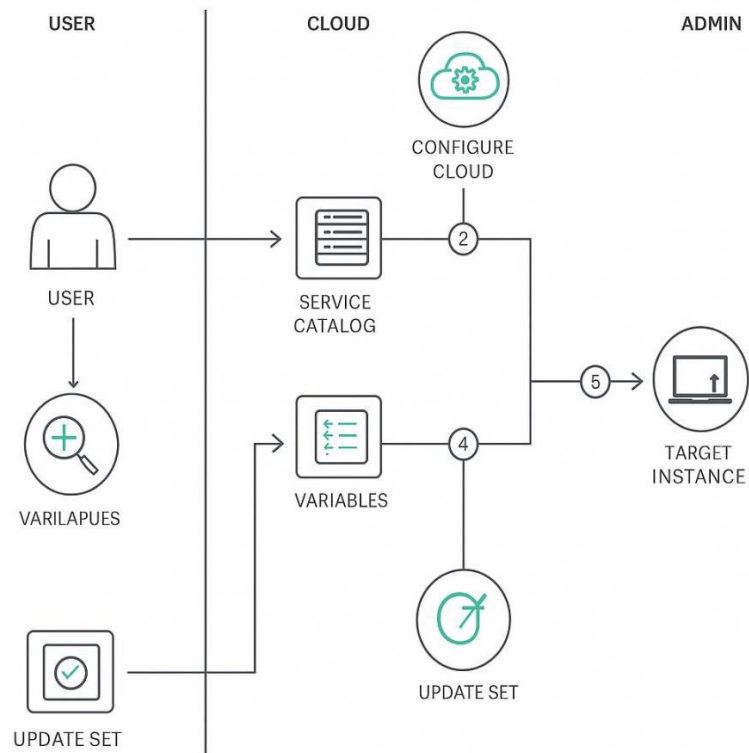 USER
CLOUD
ADMIN
CONFIGURE
CLOUD
2
USER
SERVICE
CATALOG
5
4
TARGET
INSTANCE
VARILAPUES
VARIABLES
UPDATE SET
UPDATE SET